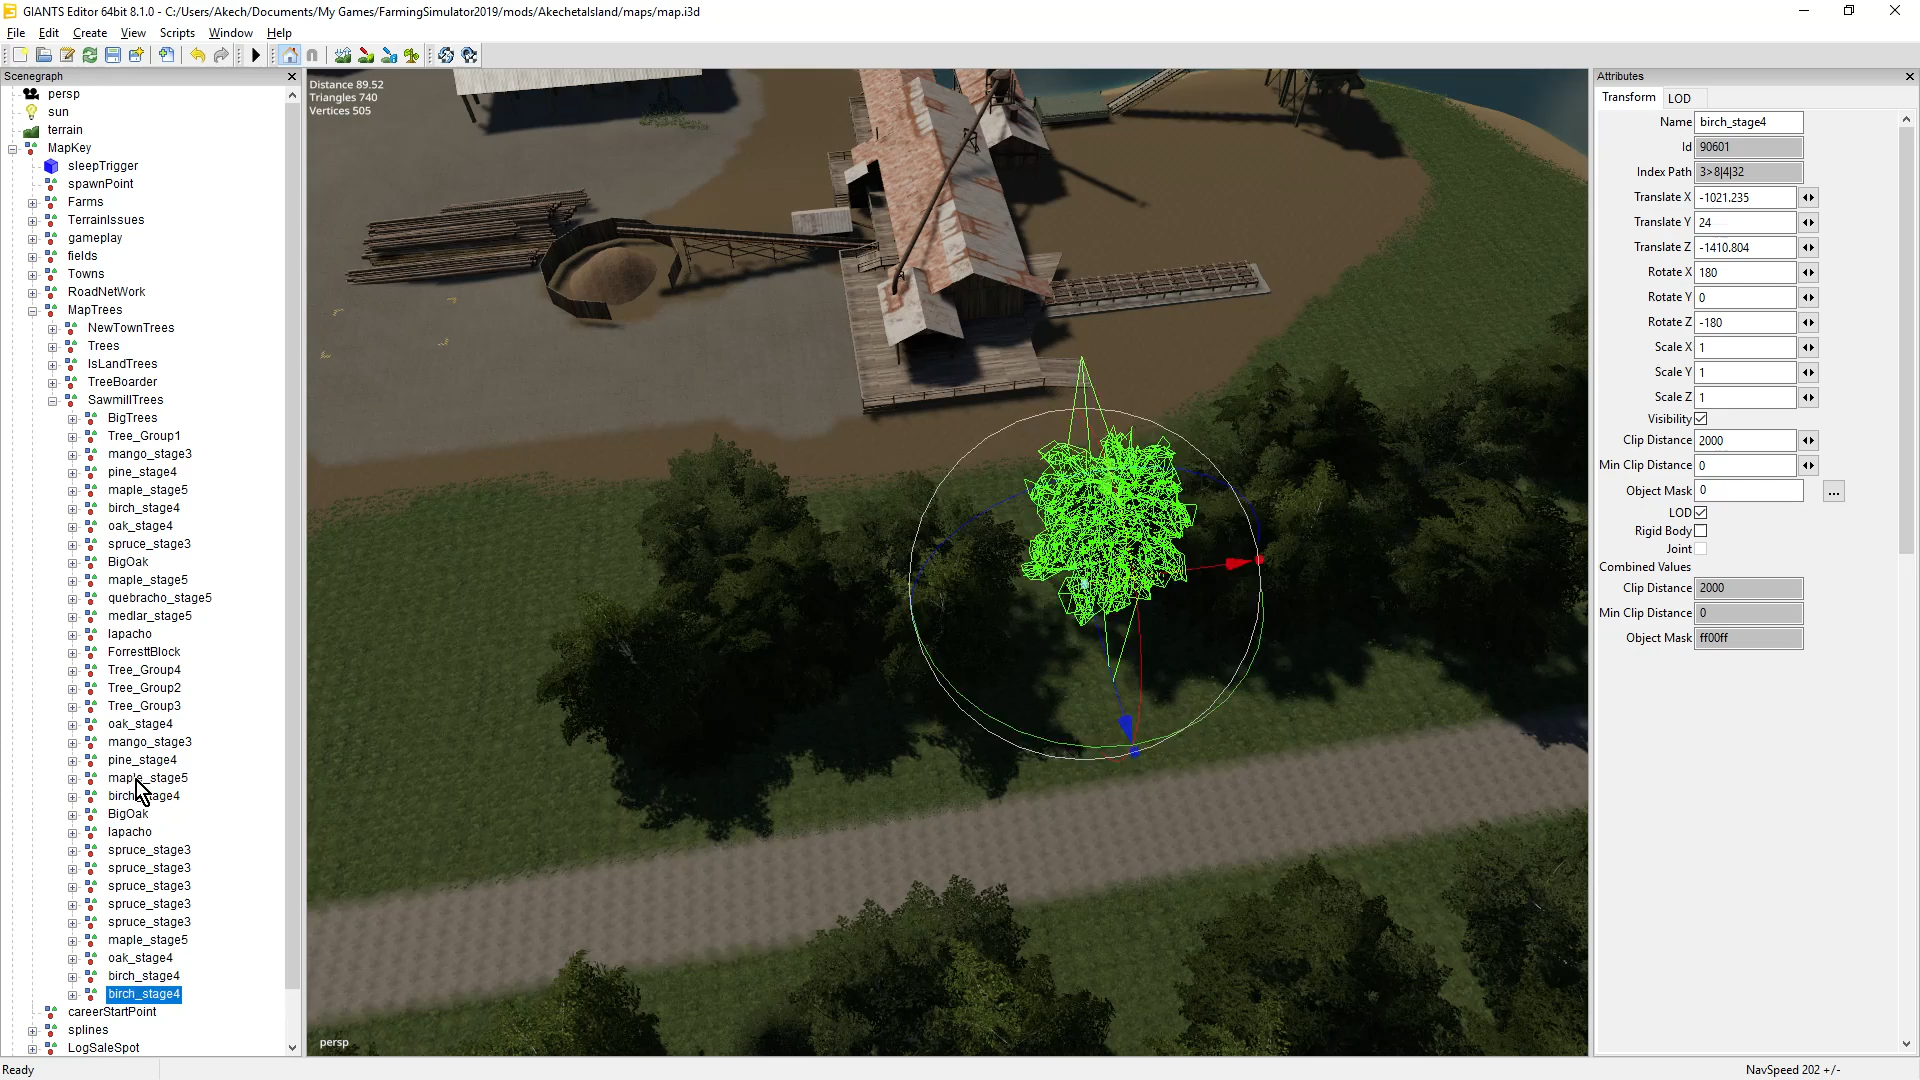 GIANTS Editor 64bit 8.1.0 - C:/Users/Akech/Documents/My Games/FarmingSimulator2019/mods/AkechetaIsland/maps/map.i3d
File Edit Create View Scripts Window Help
Scenegraph
persp
sun
terrain
MapKey
sleepTrigger
spawnPoint
Farms
TerrainIssues
gameplay
fields
Towns
RoadNetWork
MapTrees
NewTownTrees
Trees
IsLandTrees
TreeBoarder
SawmillTrees
BigTrees
Tree_Group1
mango_stage3
pine_stage4
maple_stage5
birch_stage4
oak_stage4
spruce_stage3
BigOak
maple_stage5
quebracho_stage5
medlar_stage5
lapacho
ForresttBlock
Tree_Group4
Tree_Group2
Tree_Group3
oak_stage4
mango_stage3
pine_stage4
maple_stage5
birch_stage4
BigOak
lapacho
spruce_stage3
spruce_stage3
spruce_stage3
spruce_stage3
spruce_stage3
maple_stage5
oak_stage4
birch_stage4
birch_stage4
careerStartPoint
splines
LogSaleSpot
Distance 89.52
Triangles 740
Vertices 505
persp
Attributes
Transform LOD
Name birch_stage4
Id 90601
Index Path 3>8|4|32
Translate X -1021.235
Translate Y 24
Translate Z -1410.804
Rotate X 180
Rotate Y 0
Rotate Z -180
Scale X 1
Scale Y 1
Scale Z 1
Visibility
Clip Distance 2000
Min Clip Distance 0
Object Mask 0 ...
LOD
Rigid Body
Joint
Combined Values
Clip Distance 2000
Min Clip Distance 0
Object Mask ff00ff
Ready
NavSpeed 202 +/-